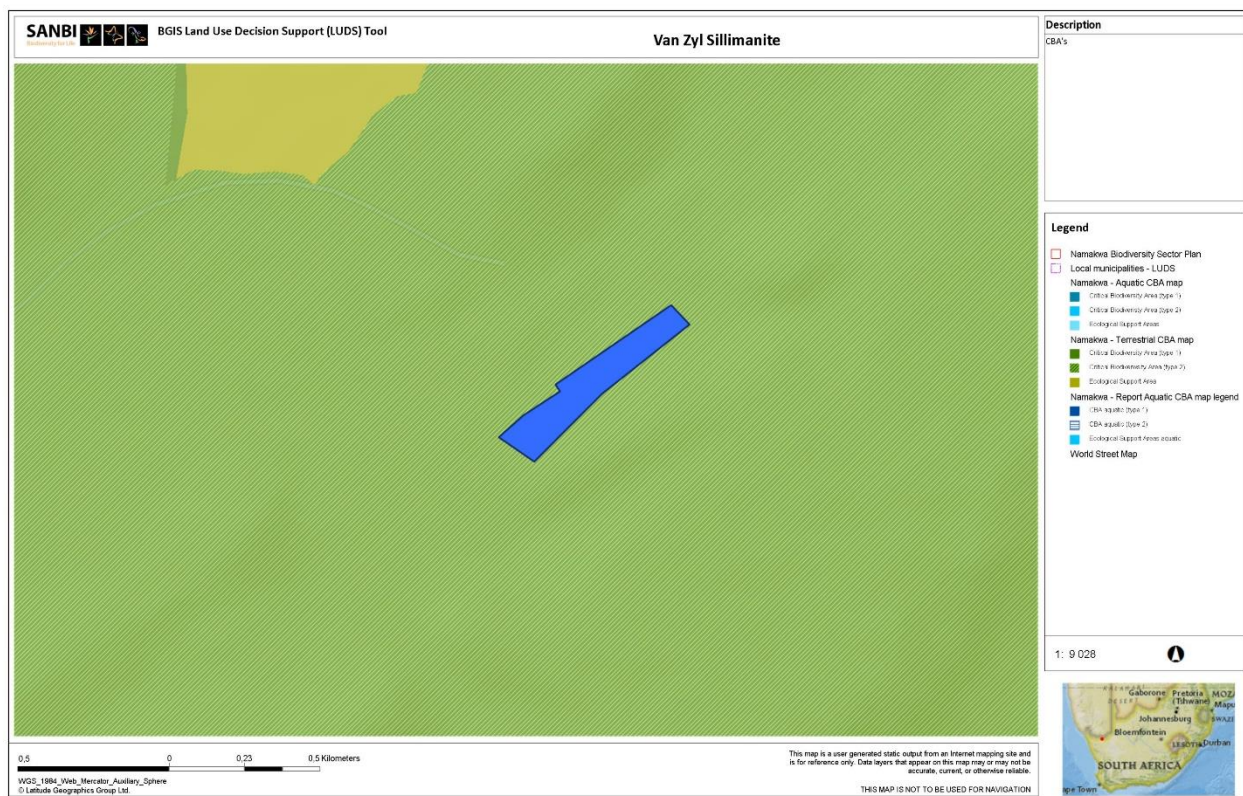 SANBI
Biodiversity for Life
BGIS Land Use Decision Support (LUDS) Tool
Van Zyl Sillimanite
Description
CBA's
Legend
Namakwa Biodiversity Sector Plan
Local municipalities - LUDS
Namakwa - Aquatic CBA map
Critical Biodiversity Area (type 1)
Critical Biodiversity Area (type 2)
Ecological Support Areas
Namakwa - Terrestrial CBA map
Critical Biodiversity Area (type 1)
Critical Biodiversity Area (type 2)
Ecological Support Area
Namakwa - Report Aquatic CBA map legend
CBA aquatic (type 1)
CBA aquatic (type 2)
Ecological Support Areas aquatic
World Street Map
1: 9 028
0,5 0 0,23 0,5 Kilometers
WGS_1984_Web_Mercator_Auxiliary_Sphere
© Latitude Geographics Group Ltd.
This map is a user generated static output from an Internet mapping site and
is for reference only. Data layers that appear on this map may or may not be
accurate, current, or otherwise reliable.
THIS MAP IS NOT TO BE USED FOR NAVIGATION
DESERT
Gaborone
Pretoria
MOZA
(Tshwane)
Mapu
Johannesburg
SWAZI
Bloemfontein
LESOTHO
Durban
SOUTH AFRICA
ape Town